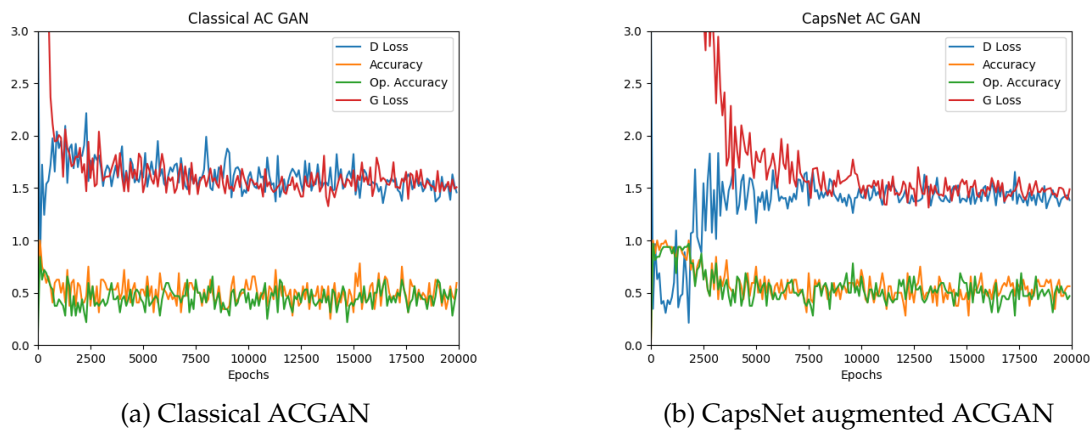 Classical AC GAN
3.0
2.5
2.0
1.5
1.0
0.5
0.0
D Loss
Accuracy
Op. Accuracy
G Loss
0 2500 5000 7500 10000 12500 15000 17500 20000
Epochs
(a) Classical ACGAN
CapsNet AC GAN
3.0
2.5
2.0
1.5
1.0
0.5
0.0
D Loss
Accuracy
Op. Accuracy
G Loss
0 2500 5000 7500 10000 12500 15000 17500 20000
Epochs
(b) CapsNet augmented ACGAN